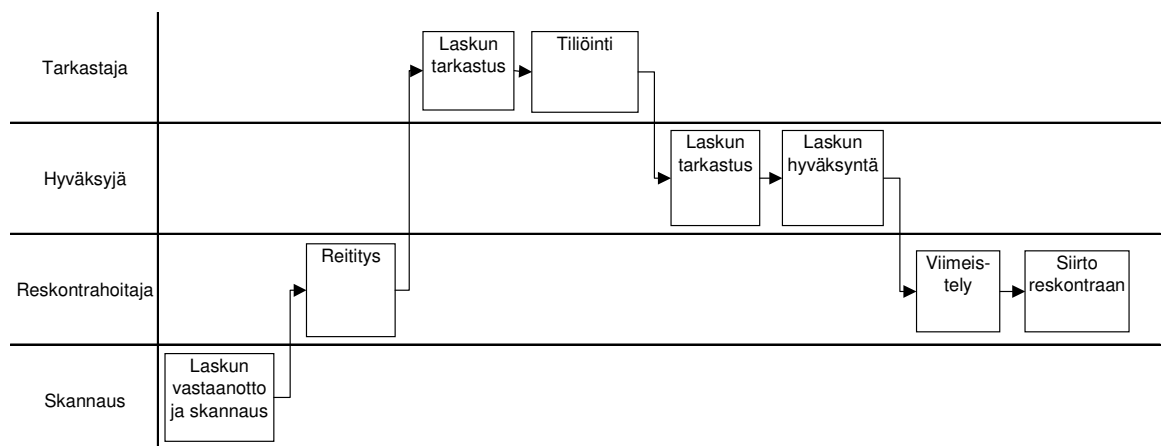 Tarkastaja
Laskun
tarkastus
Tiliöinti
Hyväksyjä
Laskun
tarkastus
Laskun
hyväksyntä
Reskontrahoitaja
Reititys
Viimeis-
tely
Siirto
reskontraan
Skannaus
Laskun
vastaanotto
ja skannaus